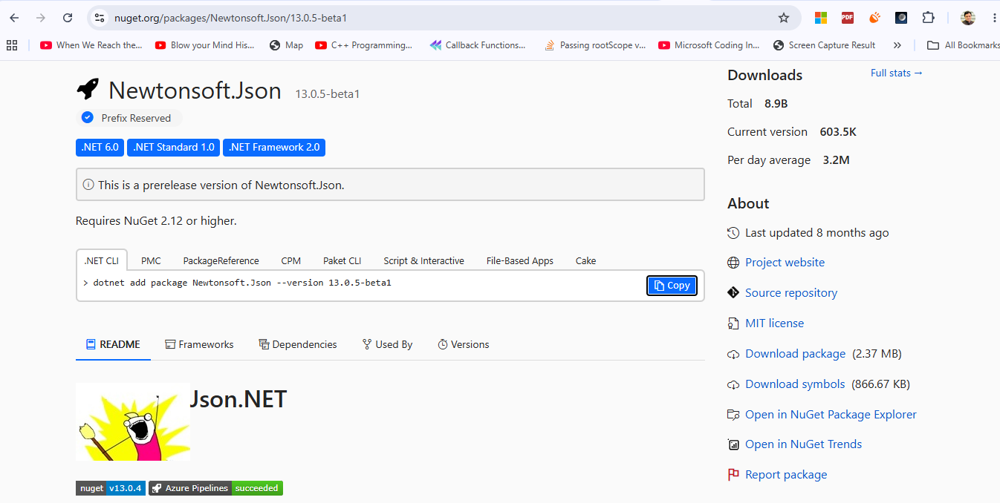 nuget.org/packages/Newtonsoft.Json/13.0.5-beta1
PDF
When We Reach the... Blow your Mind His... Map C++ Programming... Callback Functions... Passing rootScope v... Microsoft Coding In... Screen Capture Result » All Bookmarks
Newtonsoft.Json 13.0.5-beta1
Prefix Reserved
.NET 6.0 .NET Standard 1.0 .NET Framework 2.0
This is a prerelease version of Newtonsoft.Json.
Requires NuGet 2.12 or higher.
.NET CLI PMC PackageReference CPM Paket CLI Script & Interactive File-Based Apps Cake
> dotnet add package Newtonsoft.Json --version 13.0.5-beta1
Copy
README Frameworks Dependencies Used By Versions
Json.NET
nuget v13.0.4 Azure Pipelines succeeded
Downloads Full stats →
Total 8.9B
Current version 603.5K
Per day average 3.2M
About
Last updated 8 months ago
Project website
Source repository
MIT license
Download package (2.37 MB)
Download symbols (866.67 KB)
Open in NuGet Package Explorer
Open in NuGet Trends
Report package